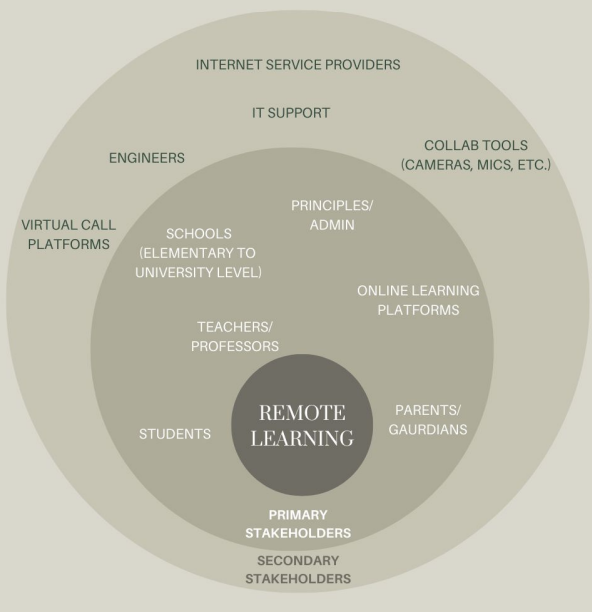 INTERNET SERVICE PROVIDERS
IT SUPPORT
ENGINEERS
COLLAB TOOLS
(CAMERAS, MICS, ETC.)
VIRTUAL CALL
PLATFORMS
PRINCIPLES/
ADMIN
SCHOOLS
(ELEMENTARY TO
UNIVERSITY LEVEL)
ONLINE LEARNING
PLATFORMS
TEACHERS/
PROFESSORS
STUDENTS
REMOTE
LEARNING
PARENTS/
GAURDIANS
PRIMARY
STAKEHOLDERS
SECONDARY
STAKEHOLDERS